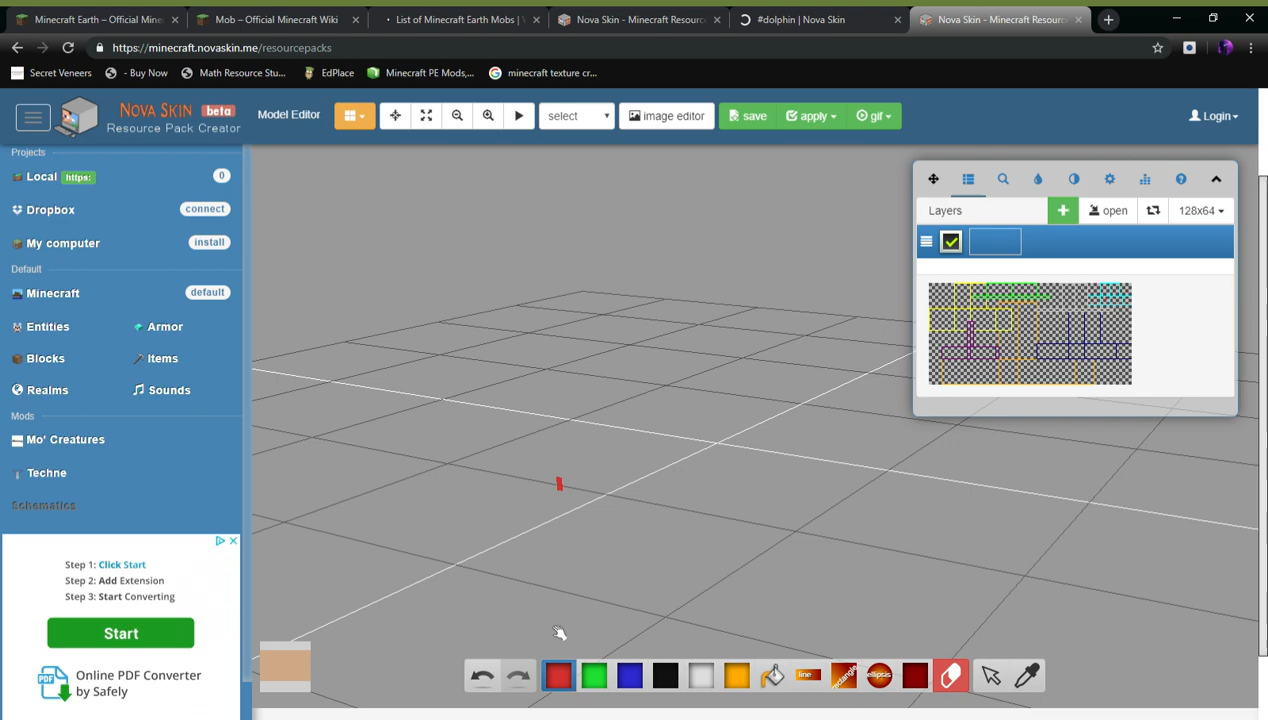 Minecraft Earth – Official Mine
Mob – Official Minecraft Wiki
List of Minecraft Earth Mobs |
Nova Skin - Minecraft Resourc
#dolphin | Nova Skin
Nova Skin - Minecraft Resourc
https://minecraft.novaskin.me/resourcepacks
Secret Veneers
- Buy Now
Math Resource Stu...
EdPlace
Minecraft PE Mods,...
minecraft texture cr...
NOVA SKIN beta
Resource Pack Creator
Model Editor
select
image editor
save
apply
gif
Login
Projects
Local https: 0
Dropbox connect
My computer install
Default
Minecraft default
Entities
Armor
Blocks
Items
Realms
Sounds
Mods
Mo' Creatures
Techne
Schematics
Layers
open
128x64
Step 1: Click Start
Step 2: Add Extension
Step 3: Start Converting
Start
PDF
Online PDF Converter
by Safely
line
rectangle
ellipsis